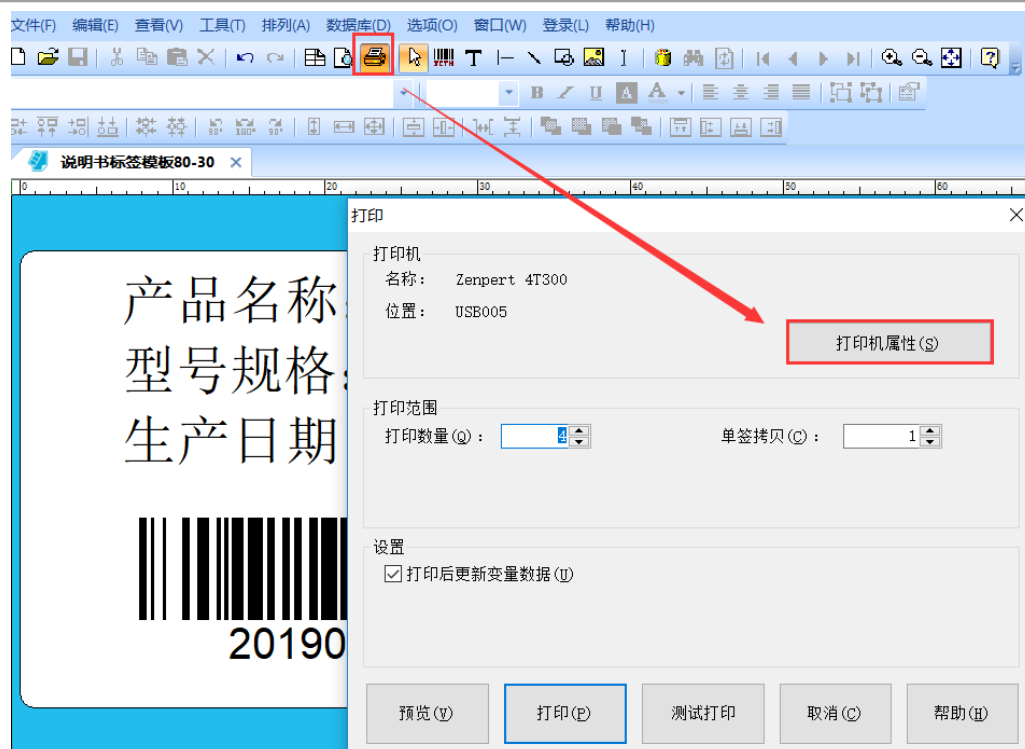 文件(F) 编辑(E) 查看(V) 工具(T) 排列(A) 数据库(D) 选项(O) 窗口(W) 登录(L) 帮助(H)
说明书标签模板80-30
0 10 20 30 40 50 60
打印
打印机
名称： Zenpert 4T300
位置： USB005
打印机属性(S)
产品名称:
型号规格:
生产日期
打印范围
打印数量(Q)： 4 单签拷贝(C)： 1
设置
打印后更新变量数据(U)
20190
预览(V) 打印(P) 测试打印 取消(C) 帮助(H)